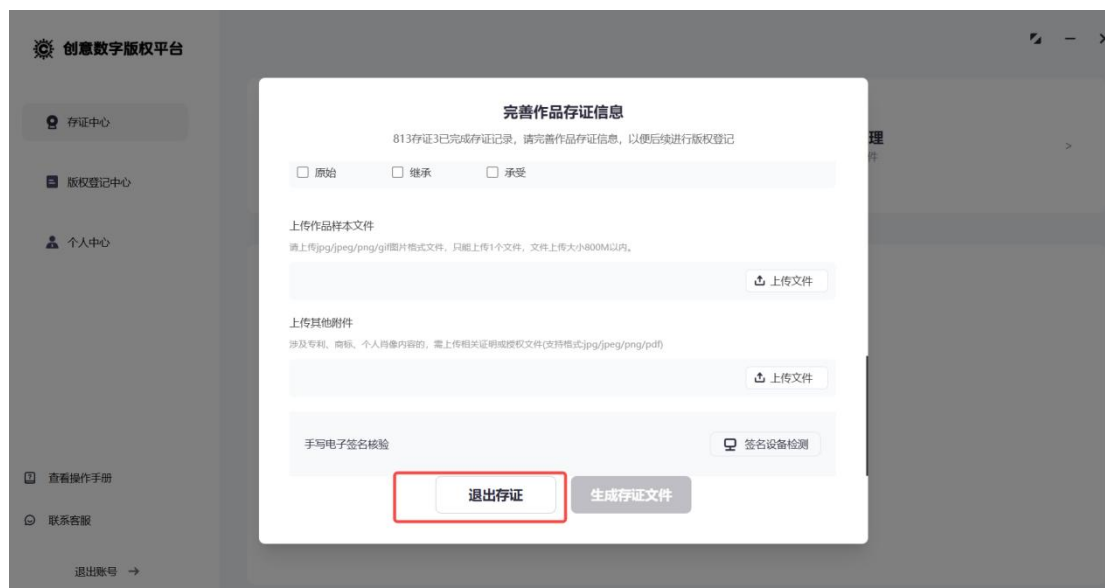 创意数字版权平台
存证中心
版权登记中心
个人中心
查看操作手册
联系客服
退出账号 →
理
件
>
完善作品存证信息
813存证3已完成存证记录，请完善作品存证信息，以便后续进行版权登记
原始 继承 承受
上传作品样本文件
请上传jpg/jpeg/png/gif图片格式文件，只能上传1个文件，文件上传大小800M以内。
上传文件
上传其他附件
涉及专利、商标、个人肖像内容的，需上传相关证明或授权文件(支持格式:jpg/jpeg/png/pdf)
上传文件
手写电子签名核验 签名设备检测
退出存证 生成存证文件